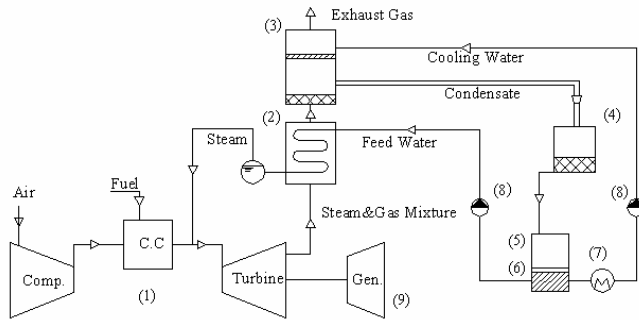 Exhaust Gas
(3)
Cooling Water
Condensate
(2)
(4)
Steam
Feed Water
Fuel
Air
(8)
(8)
Steam&Gas Mixture
C.C
(5)
(7)
(6)
Comp.
Turbine
Gen.
(1)
(9)